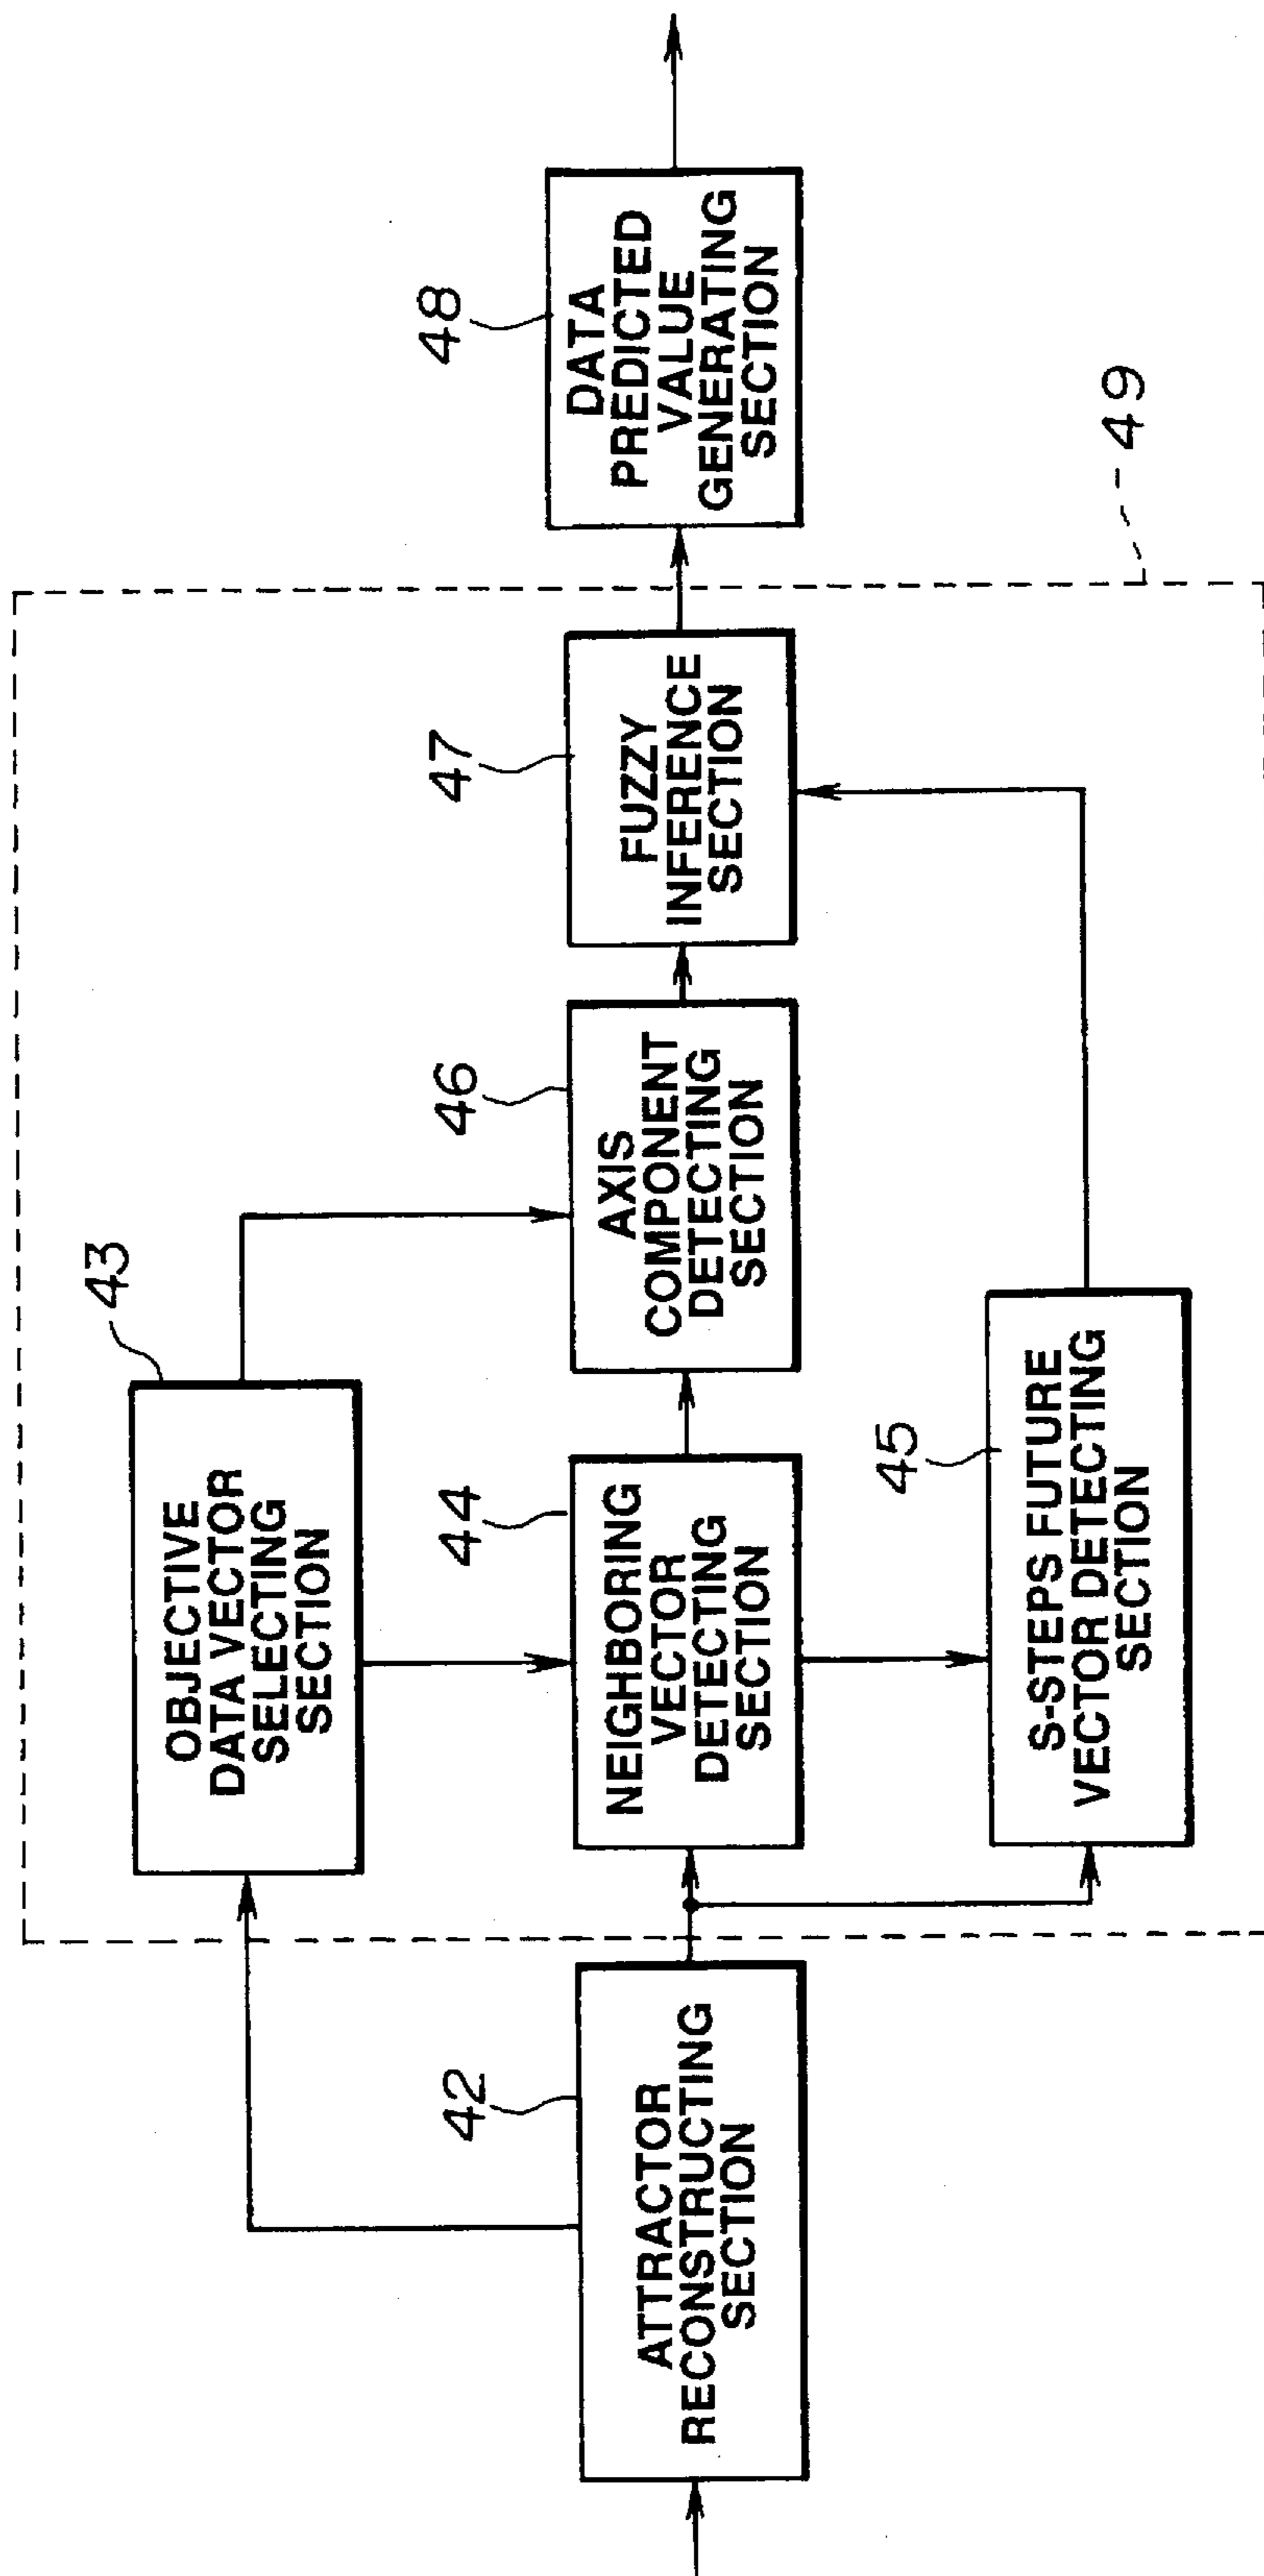 42
ATTRACTOR
RECONSTRUCTING
SECTION
43
OBJECTIVE
DATA VECTOR
SELECTING
SECTION
44
NEIGHBORING
VECTOR
DETECTING
SECTION
45
S-STEPS FUTURE
VECTOR DETECTING
SECTION
46
AXIS
COMPONENT
DETECTING
SECTION
47
FUZZY
INFERENCE
SECTION
48
DATA
PREDICTED
VALUE
GENERATING
SECTION
49